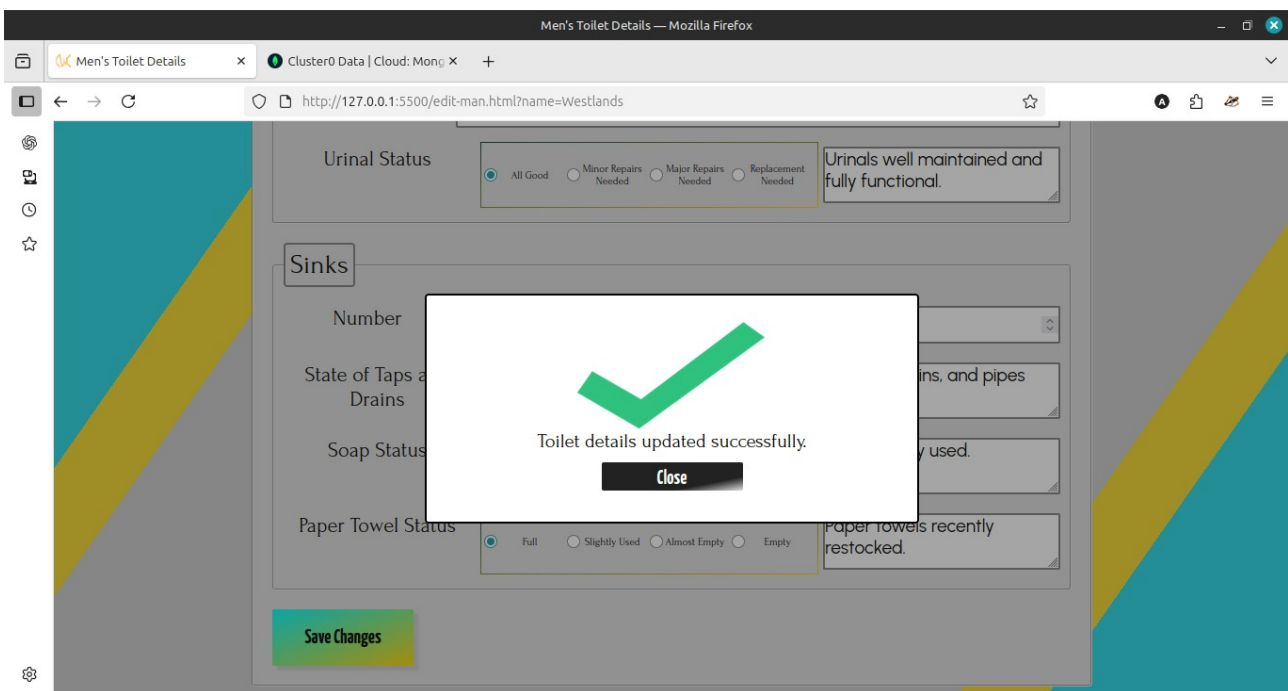 Men's Toilet Details — Mozilla Firefox
Men's Toilet Details
Cluster0 Data | Cloud: Mong
http://127.0.0.1:5500/edit-man.html?name=Westlands
Urinal Status
All Good
Minor Repairs
Needed
Major Repairs
Needed
Replacement
Needed
Urinals well maintained and
fully functional.
Sinks
Number
State of Taps a
Drains
ins, and pipes
Soap Status
y used.
Toilet details updated successfully.
Close
Paper Towel Status
Full
Slightly Used
Almost Empty
Empty
Paper towels recently
restocked.
Save Changes